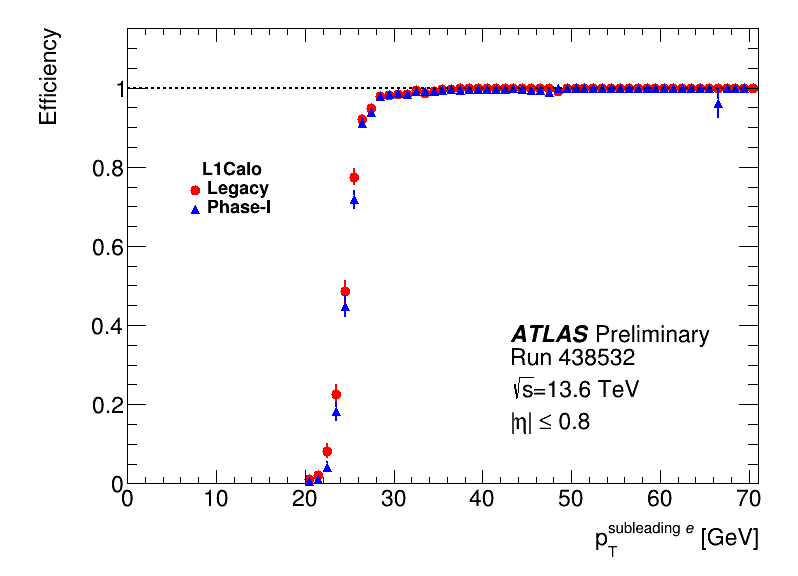 Efficiency
1
0.8
0.6
0.4
0.2
0
L1Calo
Legacy
Phase-I
ATLAS Preliminary
Run 438532
√s=13.6 TeV
|η| ≤ 0.8
0 10 20 30 40 50 60 70
p_T^subleading e [GeV]